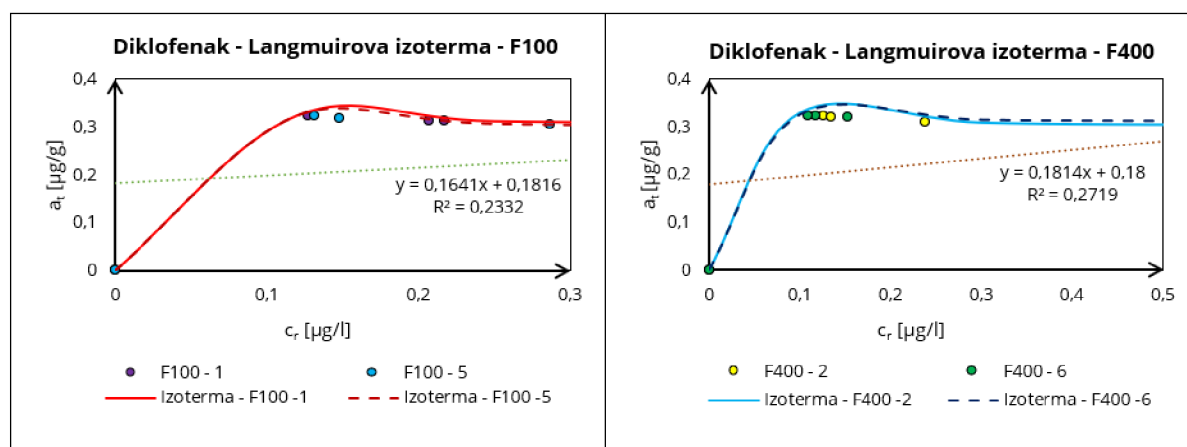 Diklofenak - Langmuirova izoterma - F100
0,4
0,3
0,2
0,1
0
aₜ [µg/g]
y = 0,1641x + 0,1816
R² = 0,2332
0 0,1 0,2 0,3
cᵣ [µg/l]
F100 - 1 F100 - 5
Izoterma - F100 -1 Izoterma - F100 -5
Diklofenak - Langmuirova izoterma - F400
0,4
0,3
0,2
0,1
0
aₜ [µg/g]
y = 0,1814x + 0,18
R² = 0,2719
0 0,1 0,2 0,3 0,4 0,5
cᵣ [µg/l]
F400 - 2 F400 - 6
Izoterma - F400 -2 Izoterma - F400 -6